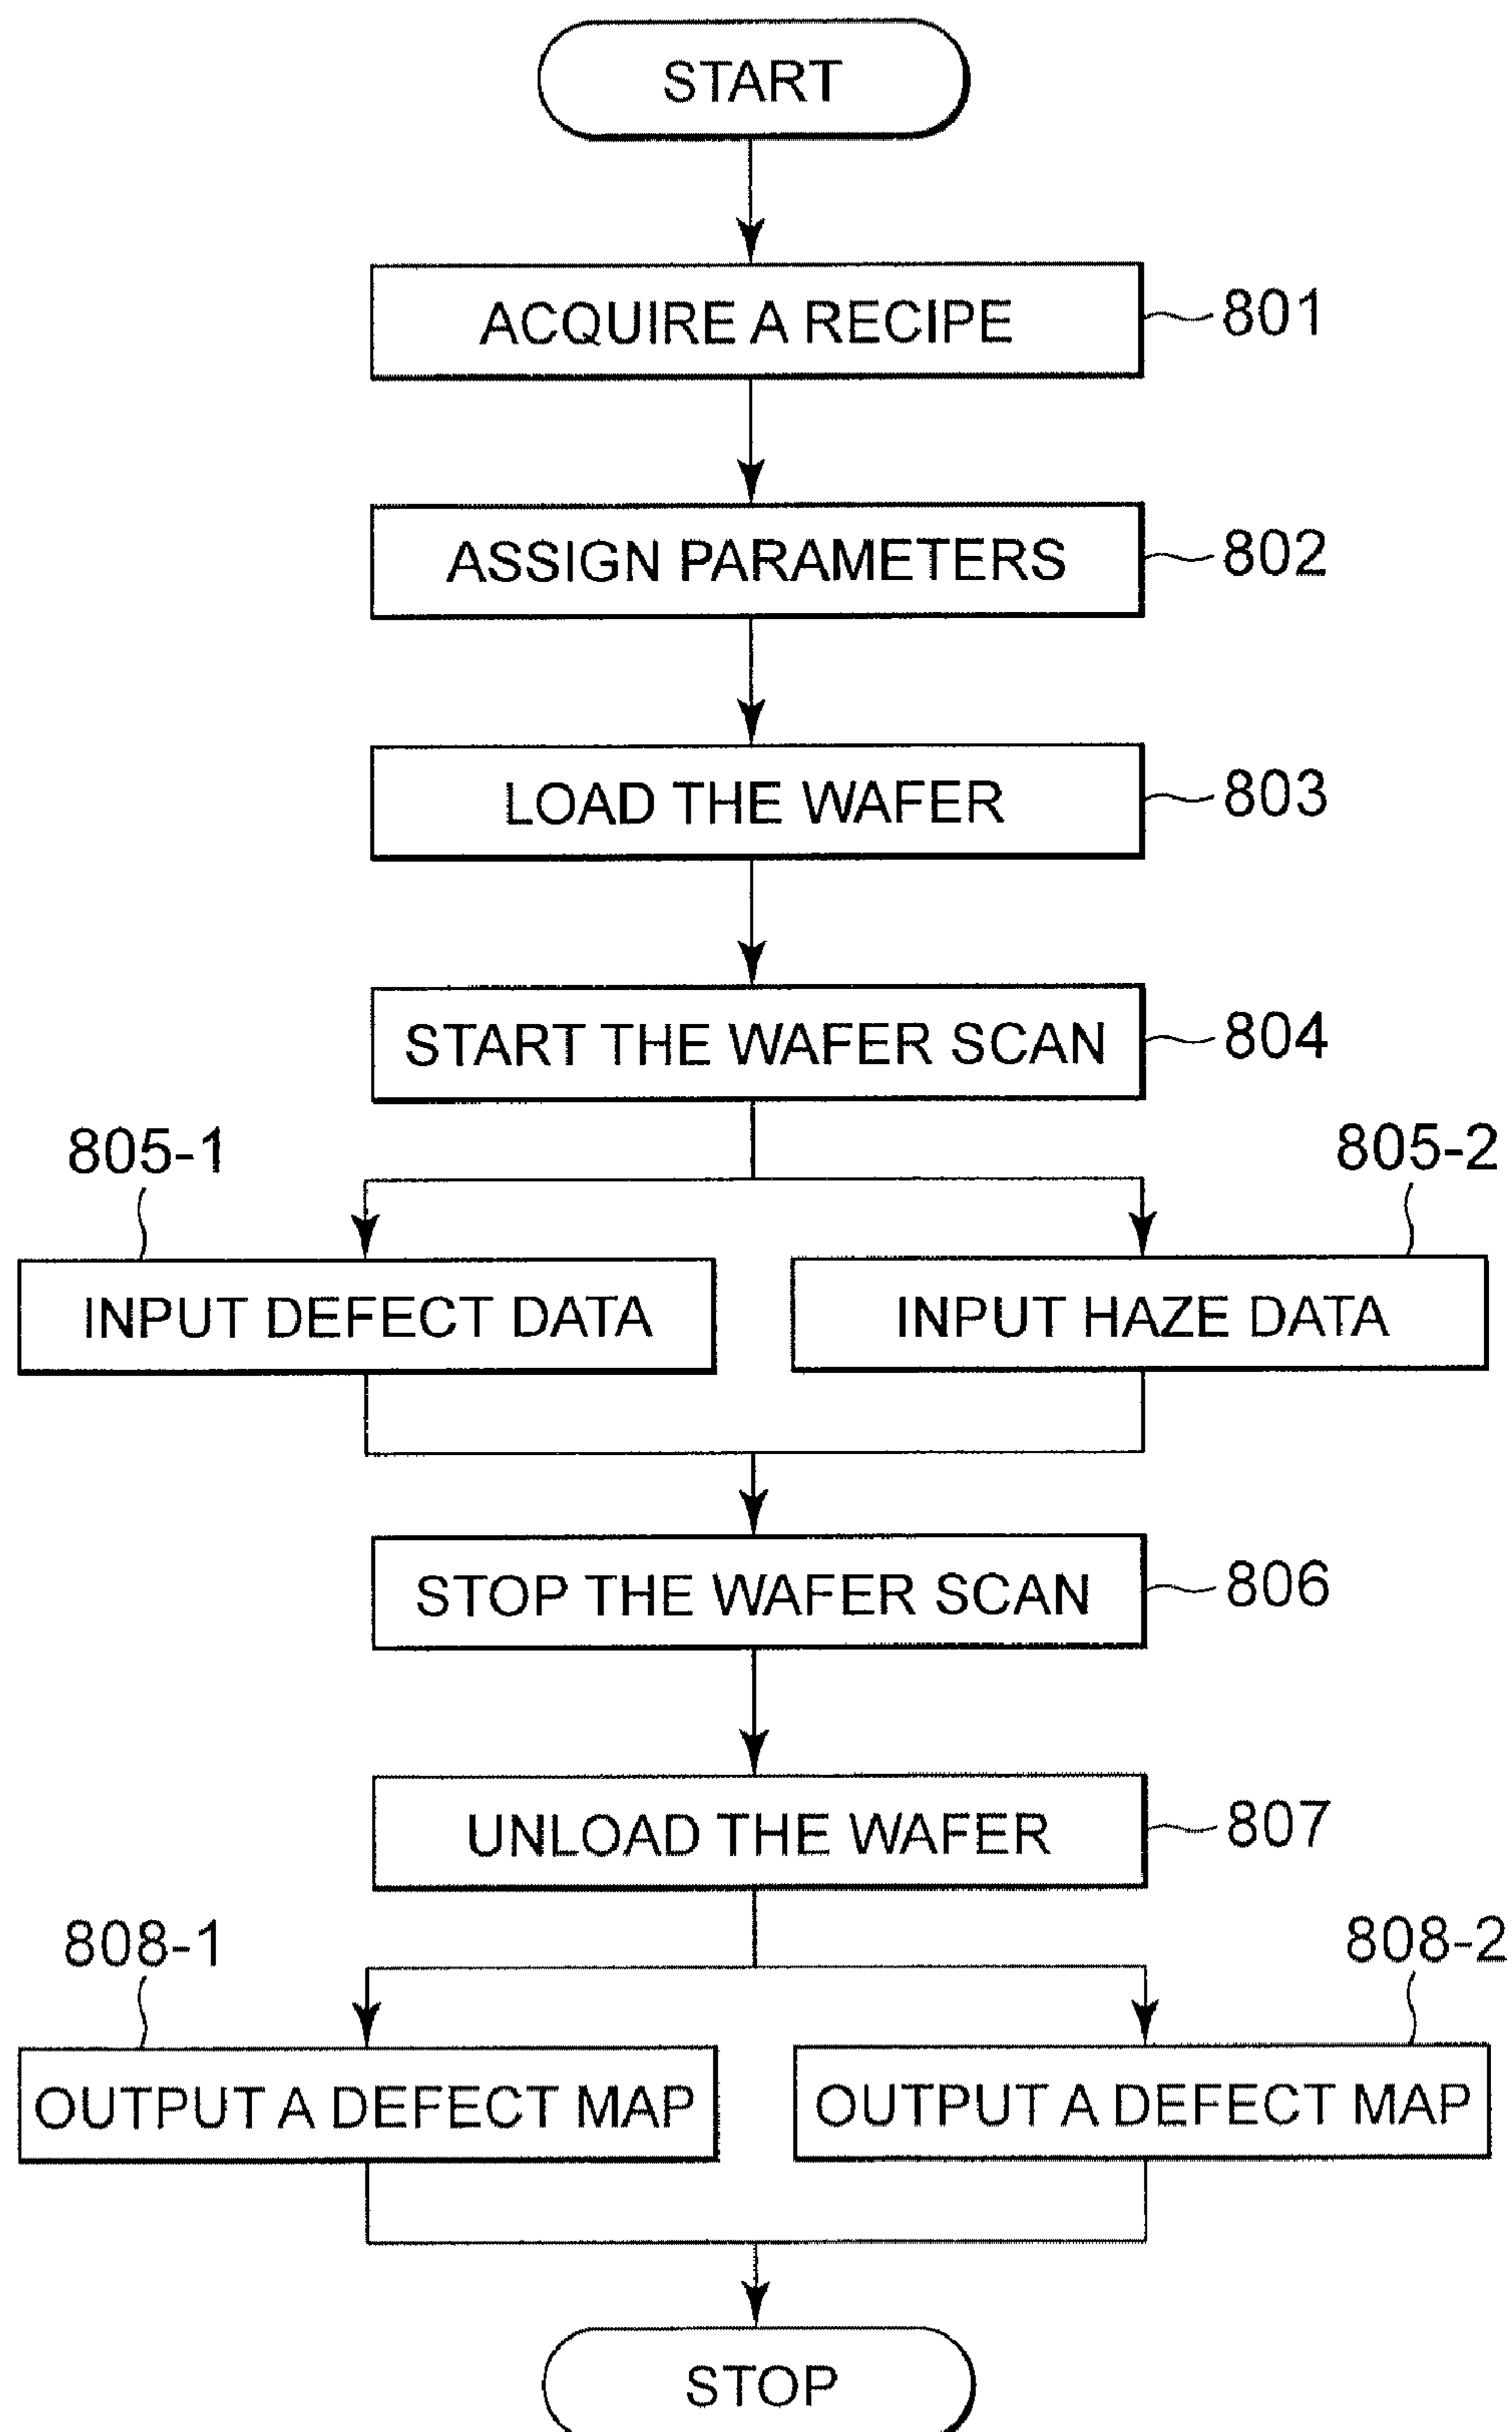 START
ACQUIRE A RECIPE
801
ASSIGN PARAMETERS
802
LOAD THE WAFER
803
START THE WAFER SCAN
804
805-1
805-2
INPUT DEFECT DATA
INPUT HAZE DATA
STOP THE WAFER SCAN
806
UNLOAD THE WAFER
807
808-1
808-2
OUTPUT A DEFECT MAP
OUTPUT A DEFECT MAP
STOP